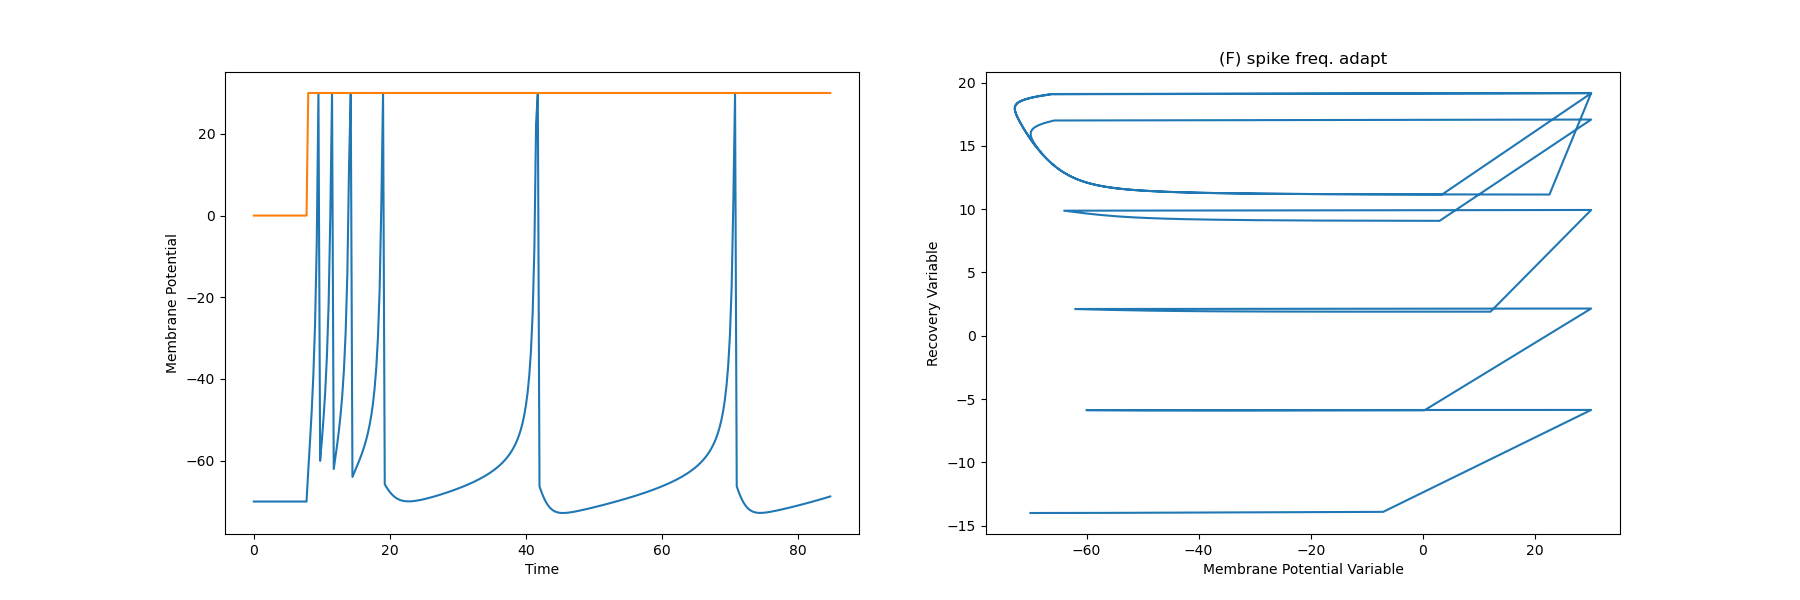 20
0
−20
−40
−60
Membrane Potential
0 20 40 60 80
Time
(F) spike freq. adapt
20
15
10
5
0
−5
−10
−15
Recovery Variable
−60 −40 −20 0 20
Membrane Potential Variable